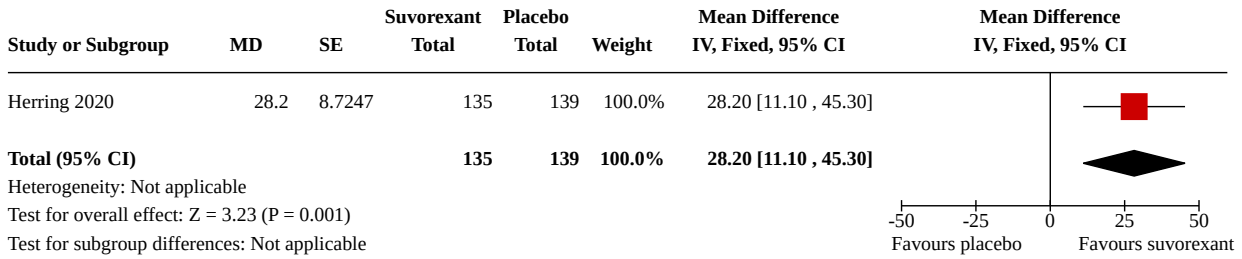 Suvorexant Placebo Mean Difference Mean Difference
Study or Subgroup MD SE Total Total Weight IV, Fixed, 95% CI IV, Fixed, 95% CI
Herring 2020 28.2 8.7247 135 139 100.0% 28.20 [11.10 , 45.30]
Total (95% CI) 135 139 100.0% 28.20 [11.10 , 45.30]
Heterogeneity: Not applicable
Test for overall effect: Z = 3.23 (P = 0.001)
-50 -25 0 25 50
Test for subgroup differences: Not applicable Favours placebo Favours suvorexant